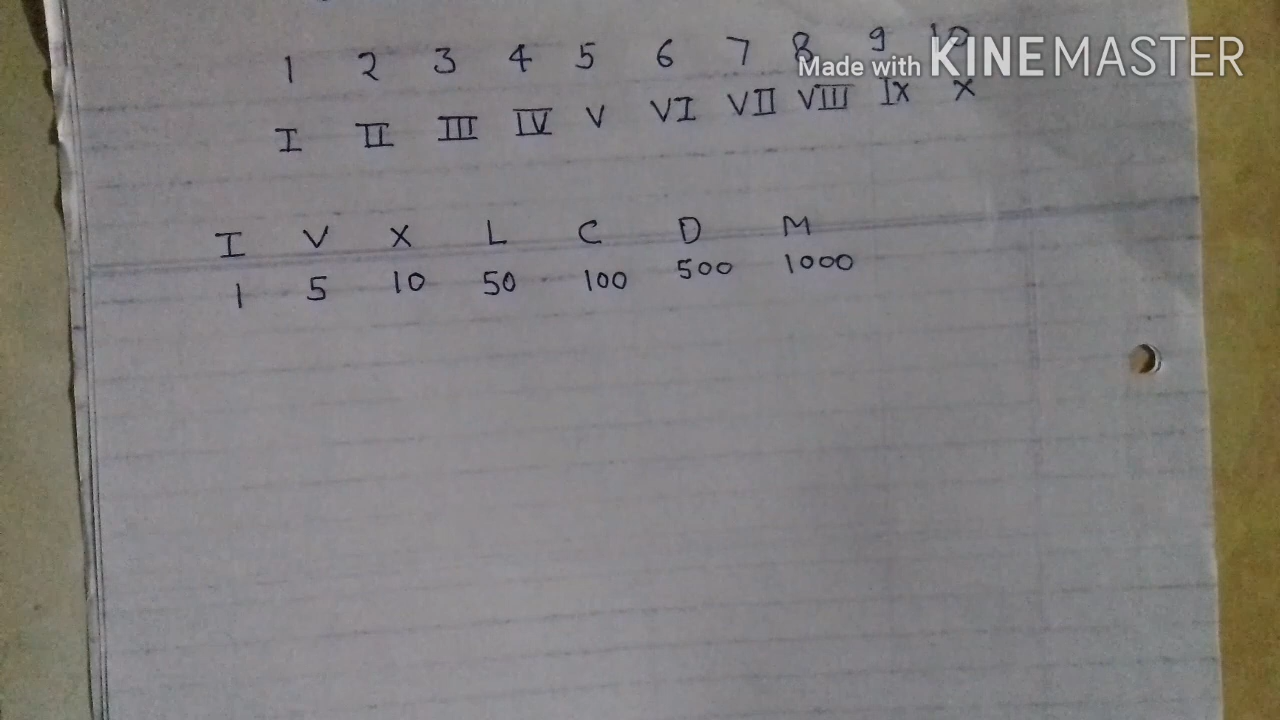 1 2 3 4 5 6 7 8 9 10
Made with KINEMASTER
I II III IV V VI VII VIII IX X
I V X L C D M
1 5 10 50 100 500 1000